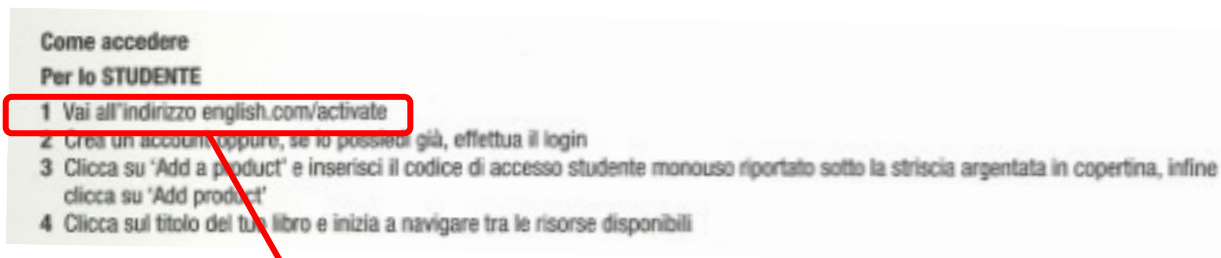 Come accedere
Per lo STUDENTE
1 Vai all''indirizzo english.com/activate
2 Crea un account oppure, se lo possiedi già, effettua il login
3 Clicca su 'Add a product' e inserisci il codice di accesso studente monouso riportato sotto la striscia argentata in copertina, infine
clicca su 'Add product'
4 Clicca sul titolo del tuo libro e inizia a navigare tra le risorse disponibili